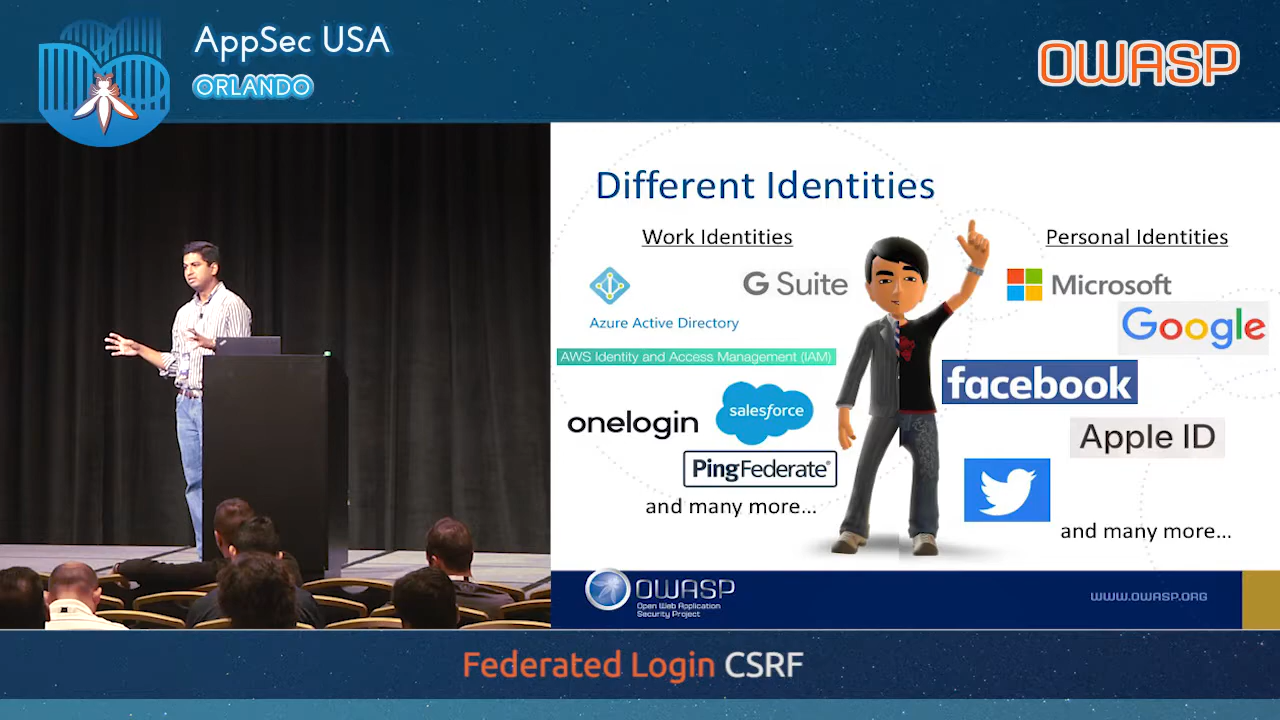 AppSec USA
ORLANDO
OWASP
Different Identities
Work Identities
Personal Identities
Azure Active Directory
G Suite
AWS Identity and Access Management (IAM)
onelogin
salesforce
PingFederate®
and many more...
Microsoft
Google
facebook
Apple ID
and many more...
OWASP
Open Web Application
Security Project
WWW.OWASP.ORG
Federated Login CSRF